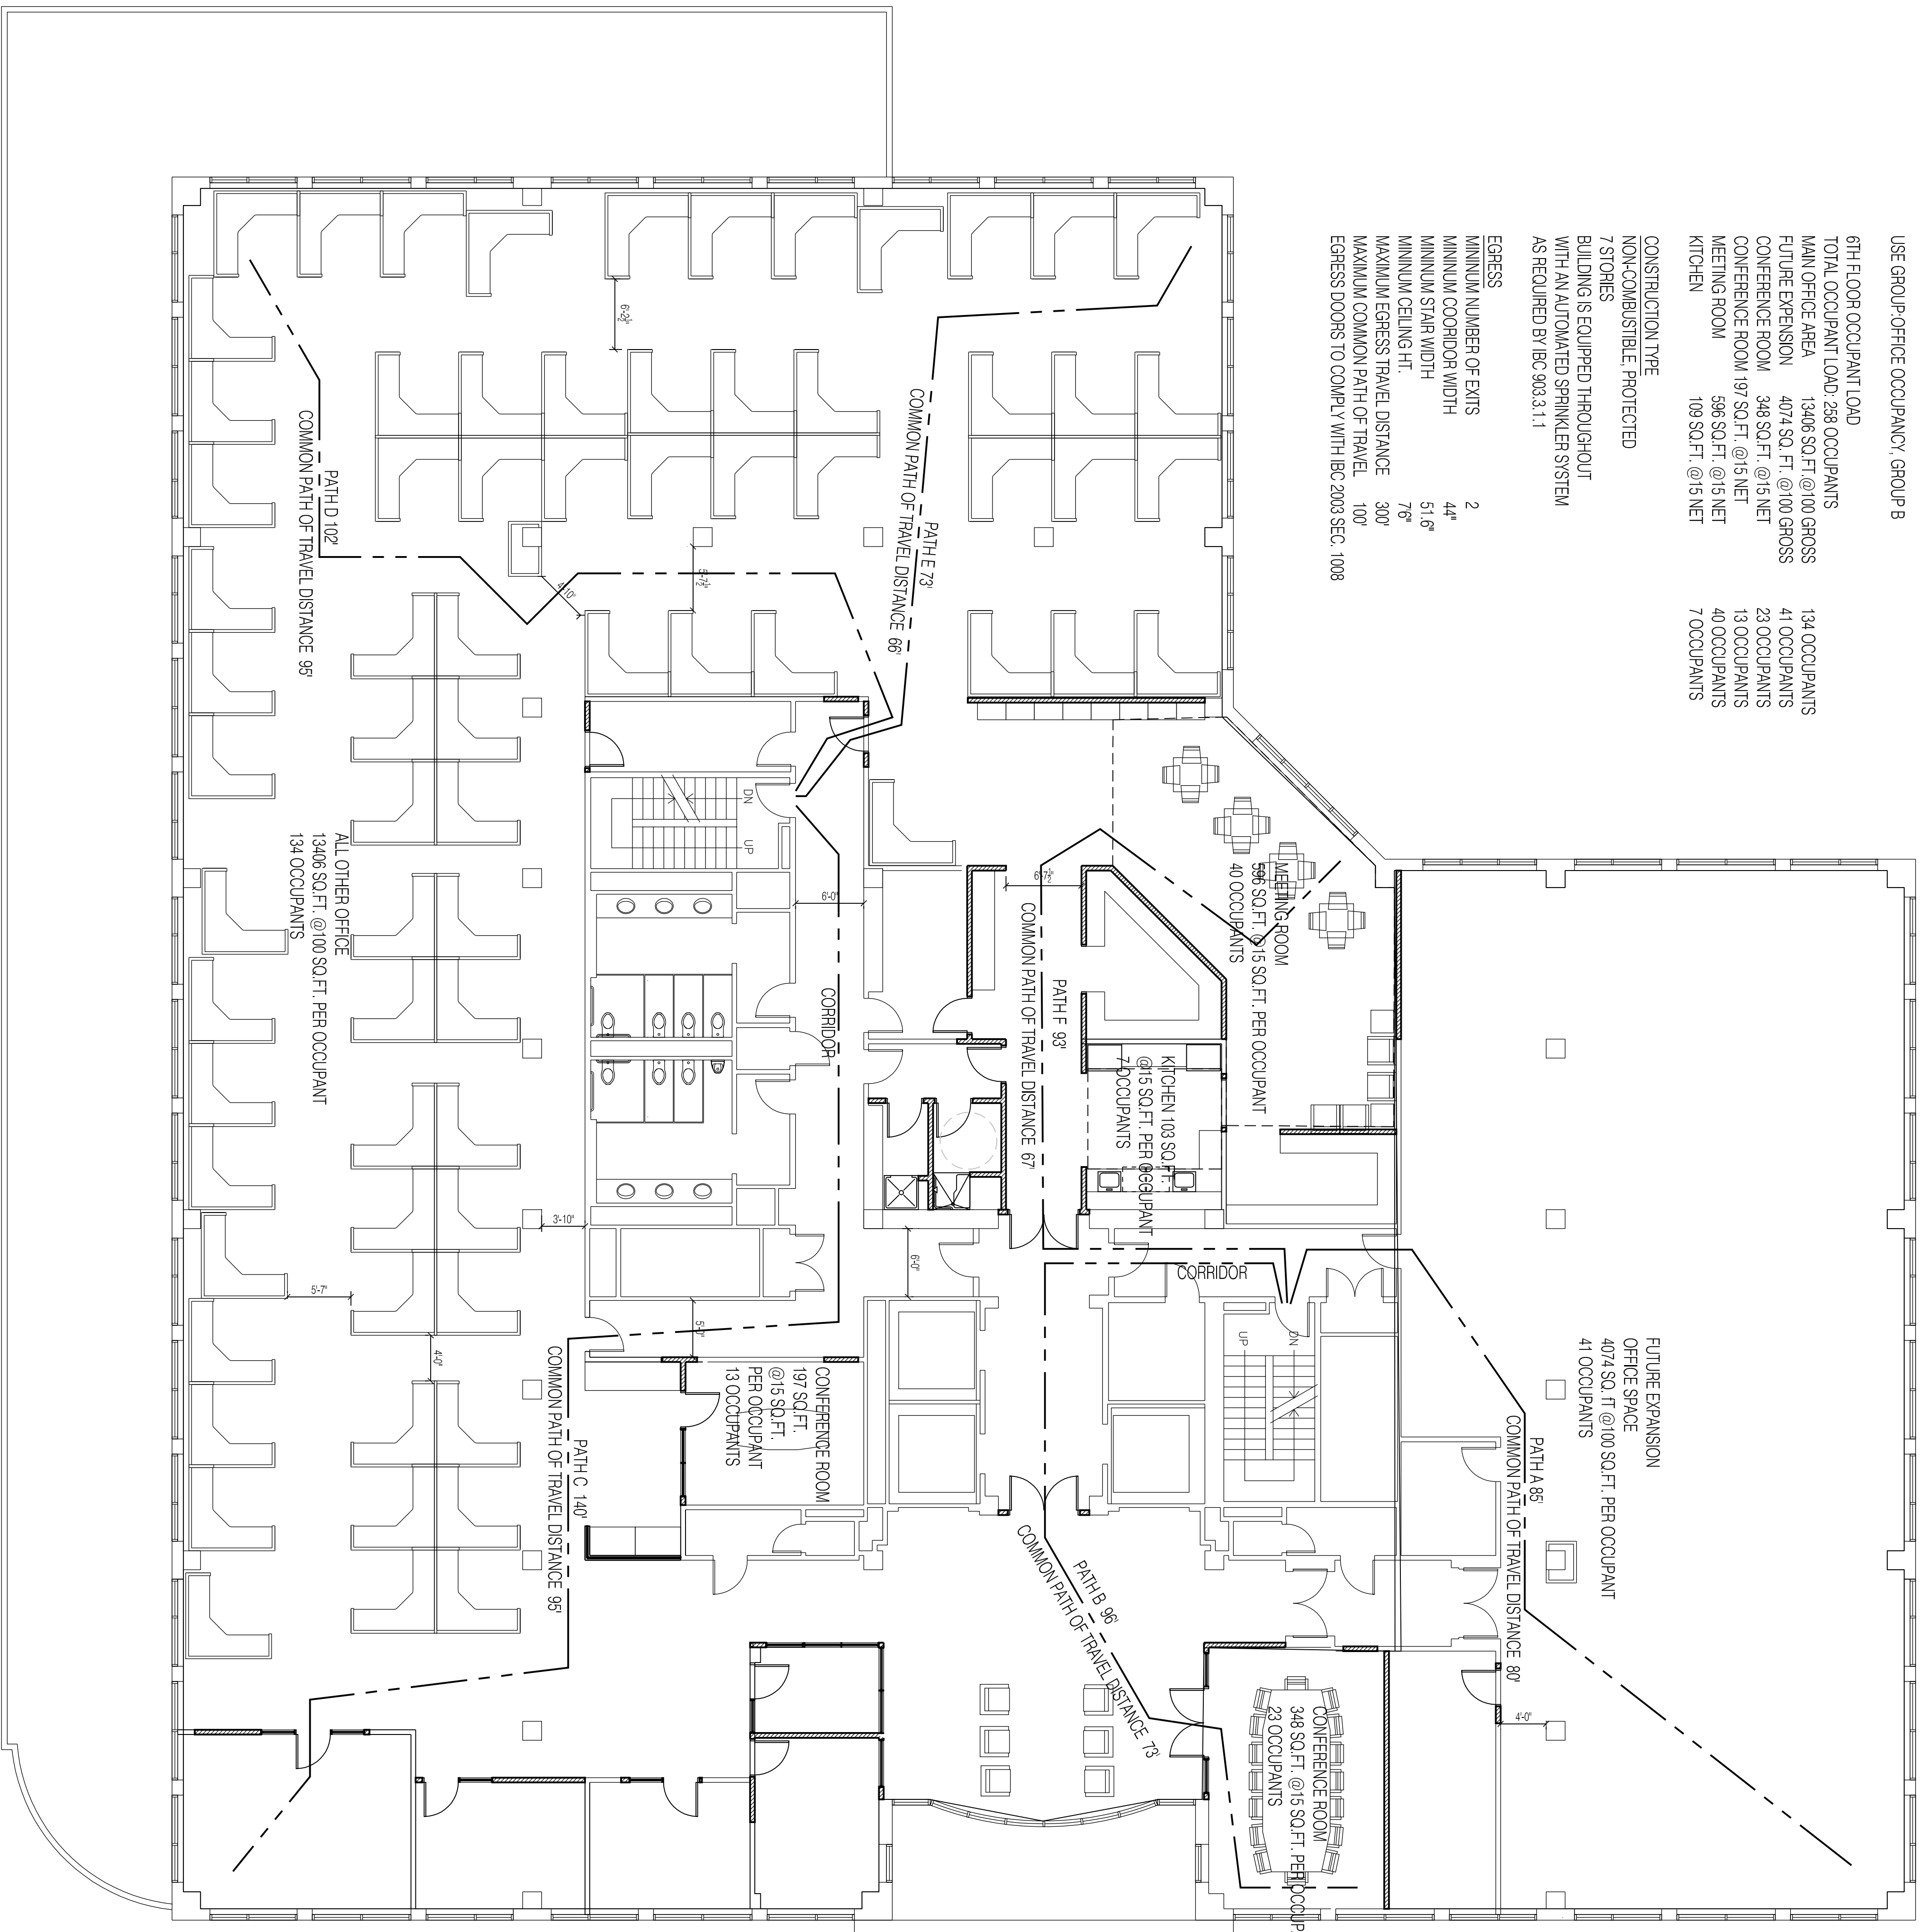 USE GROUP:OFFICE OCCUPANCY, GROUP B
6TH FLOOR OCCUPANT LOAD
TOTAL OCCUPANT LOAD: 258 OCCUPANTS
MAIN OFFICE AREA 13406 SQ.FT.@100 GROSS 134 OCCUPANTS
FUTURE EXPENSION 4074 SQ. FT. @100 GROSS 41 OCCUPANTS
CONFERENCE ROOM 348 SQ.FT. @15 NET 23 OCCUPANTS
CONFERENCE ROOM 197 SQ.FT. @15 NET 13 OCCUPANTS
MEETING ROOM 596 SQ.FT. @15 NET 40 OCCUPANTS
KITCHEN 109 SQ.FT. @15 NET 7 OCCUPANTS
CONSTRUCTION TYPE
NON-COMBUSTIBLE, PROTECTED
7 STORIES
BUILDING IS EQUIPPED THROUGHOUT
WITH AN AUTOMATED SPRINKLER SYSTEM
AS REQUIRED BY IBC 903.3.1.1
EGRESS
MININUM NUMBER OF EXITS 2
MININUM COORIDOR WIDTH 44"
MININUM STAIR WIDTH 51.6"
MININUM CEILING HT. 7'6"
MAXIMUM EGRESS TRAVEL DISTANCE 300'
MAXIMUM COMMON PATH OF TRAVEL 100'
EGRESS DOORS TO COMPLY WITH IBC 2003 SEC. 1008
FUTURE EXPANSION
OFFICE SPACE
4074 SQ. fT @100 SQ.FT. PER OCCUPANT
41 OCCUPANTS
PATH A 85'
COMMON PATH OF TRAVEL DISTANCE 80'
4'-0"
CONFERENCE ROOM
348 SQ.FT. @15 SQ.FT. PER OCCUP
23 OCCUPANTS
MEETING ROOM
596 SQ.FT. @15 SQ.FT. PER OCCUPANT
40 OCCUPANTS
KITCHEN 103 SQ.FT.
@15 SQ.FT. PER OCCUPANT
7 OCCUPANTS
CORRIDOR
DN
UP
PATH B 96'
COMMON PATH OF TRAVEL DISTANCE 73'
PATH F 93'
COMMON PATH OF TRAVEL DISTANCE 67'
6'-7½"
PATH E 73'
COMMON PATH OF TRAVEL DISTANCE 66'
6'-0"
6'-0"
CORRIDOR
DN
UP
CONFERENCE ROOM
197 SQ.FT.
@15 SQ.FT.
PER OCCUPANT
13 OCCUPANTS
5'-0"
5'-7½"
6'-2½"
4'-10"
3'-10"
PATH C 140'
COMMON PATH OF TRAVEL DISTANCE 95'
4'-0"
5'-7"
PATH D 102'
COMMON PATH OF TRAVEL DISTANCE 95'
ALL OTHER OFFICE
13406 SQ.FT. @100 SQ.FT. PER OCCUPANT
134 OCCUPANTS